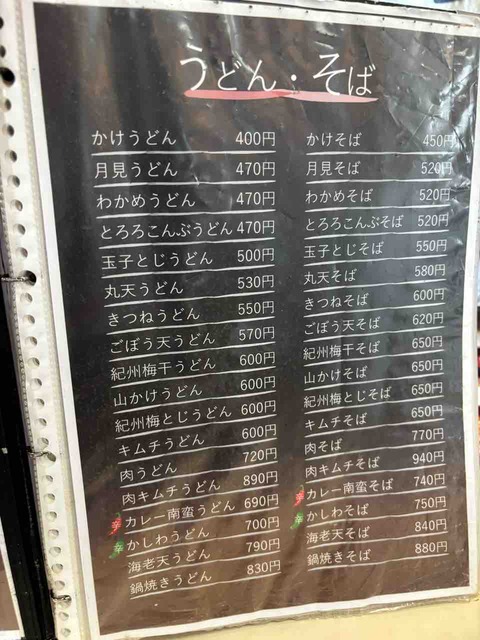 うどん・そば
かけうどん 400円
月見うどん 470円
わかめうどん 470円
とろろこんぶうどん 470円
玉子とじうどん 500円
丸天うどん 530円
きつねうどん 550円
ごぼう天うどん 570円
紀州梅干うどん 600円
山かけうどん 600円
紀州梅とじうどん 600円
キムチうどん 600円
肉うどん 720円
肉キムチうどん 890円
辛 カレー南蛮うどん 690円
辛 かしわうどん 700円
海老天うどん 790円
鍋焼きうどん 830円
かけそば 450円
月見そば 520円
わかめそば 520円
とろろこんぶそば 520円
玉子とじそば 550円
丸天そば 580円
きつねそば 600円
ごぼう天そば 620円
紀州梅干そば 650円
山かけそば 650円
紀州梅とじそば 650円
キムチそば 650円
肉そば 770円
肉キムチそば 940円
辛 カレー南蛮そば 740円
辛 かしわそば 750円
海老天そば 840円
鍋焼きそば 880円